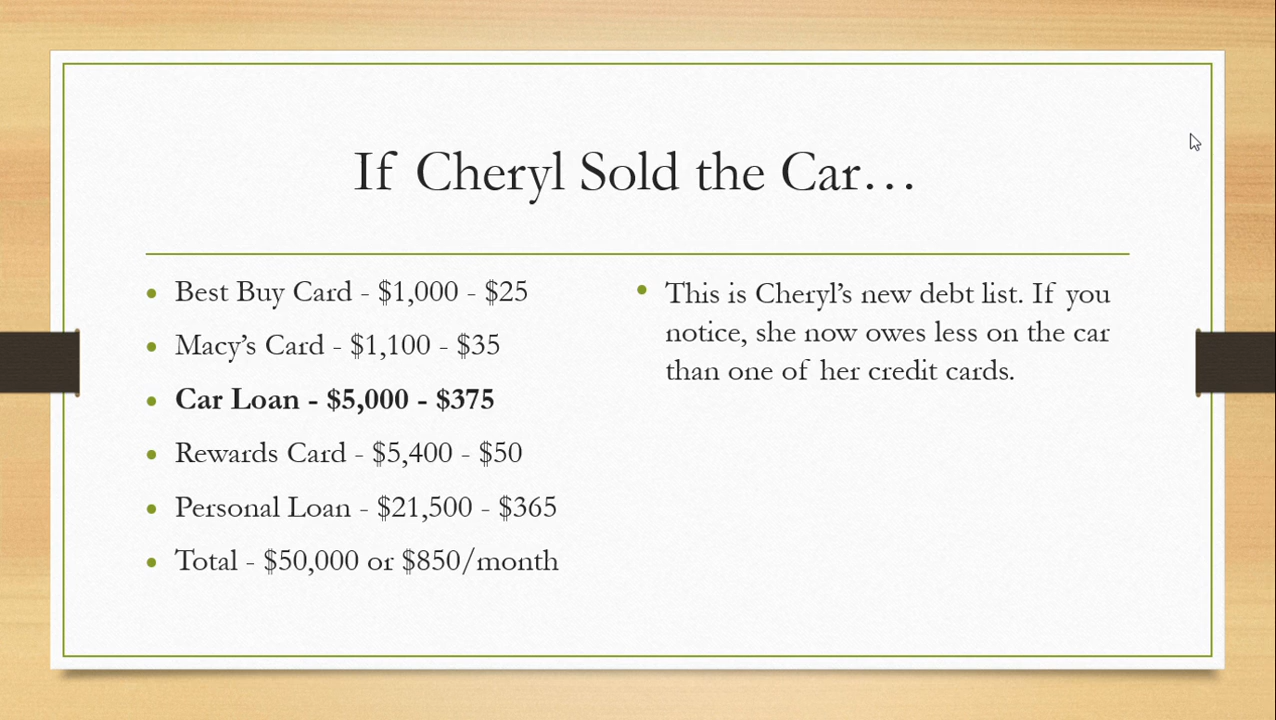 If Cheryl Sold the Car…
Best Buy Card - $1,000 - $25
Macy’s Card - $1,100 - $35
Car Loan - $5,000 - $375
Rewards Card - $5,400 - $50
Personal Loan - $21,500 - $365
Total - $50,000 or $850/month
This is Cheryl’s new debt list. If you
notice, she now owes less on the car
than one of her credit cards.